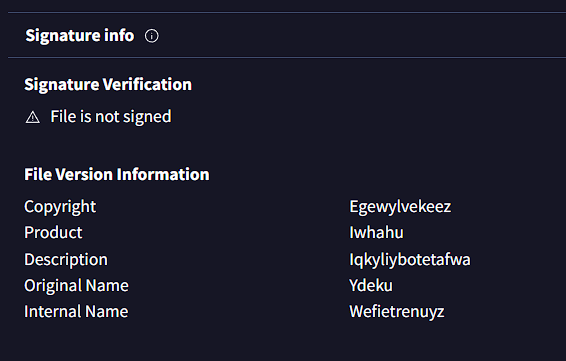 Signature info
Signature Verification
File is not signed
File Version Information
Copyright Egewylvekeez
Product Iwhahu
Description Iqkyliybotetafwa
Original Name Ydeku
Internal Name Wefietrenuyz